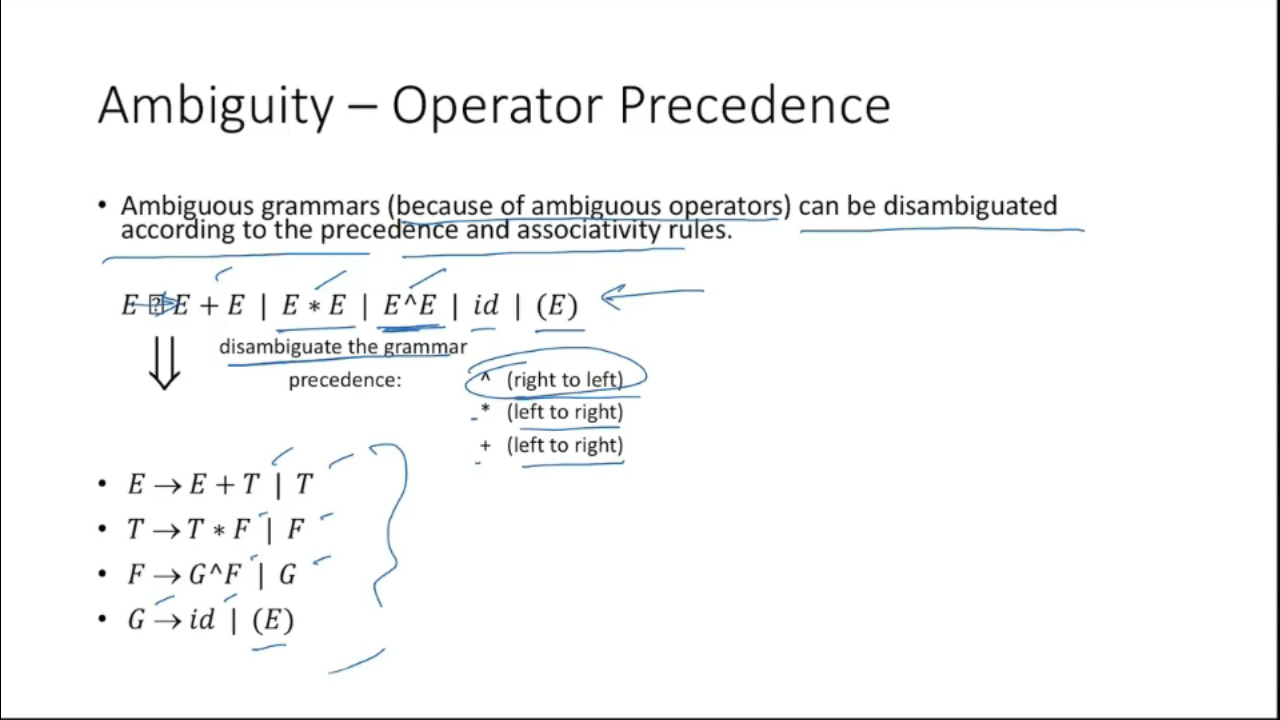 Ambiguity – Operator Precedence
• Ambiguous grammars (because of ambiguous operators) can be disambiguated
according to the precedence and associativity rules.
E → E + E | E ∗ E | E^E | id | (E)
⇓ disambiguate the grammar
precedence: ^ (right to left)
* (left to right)
+ (left to right)
• E → E + T | T
• T → T ∗ F | F
• F → G^F | G
• G → id | (E)